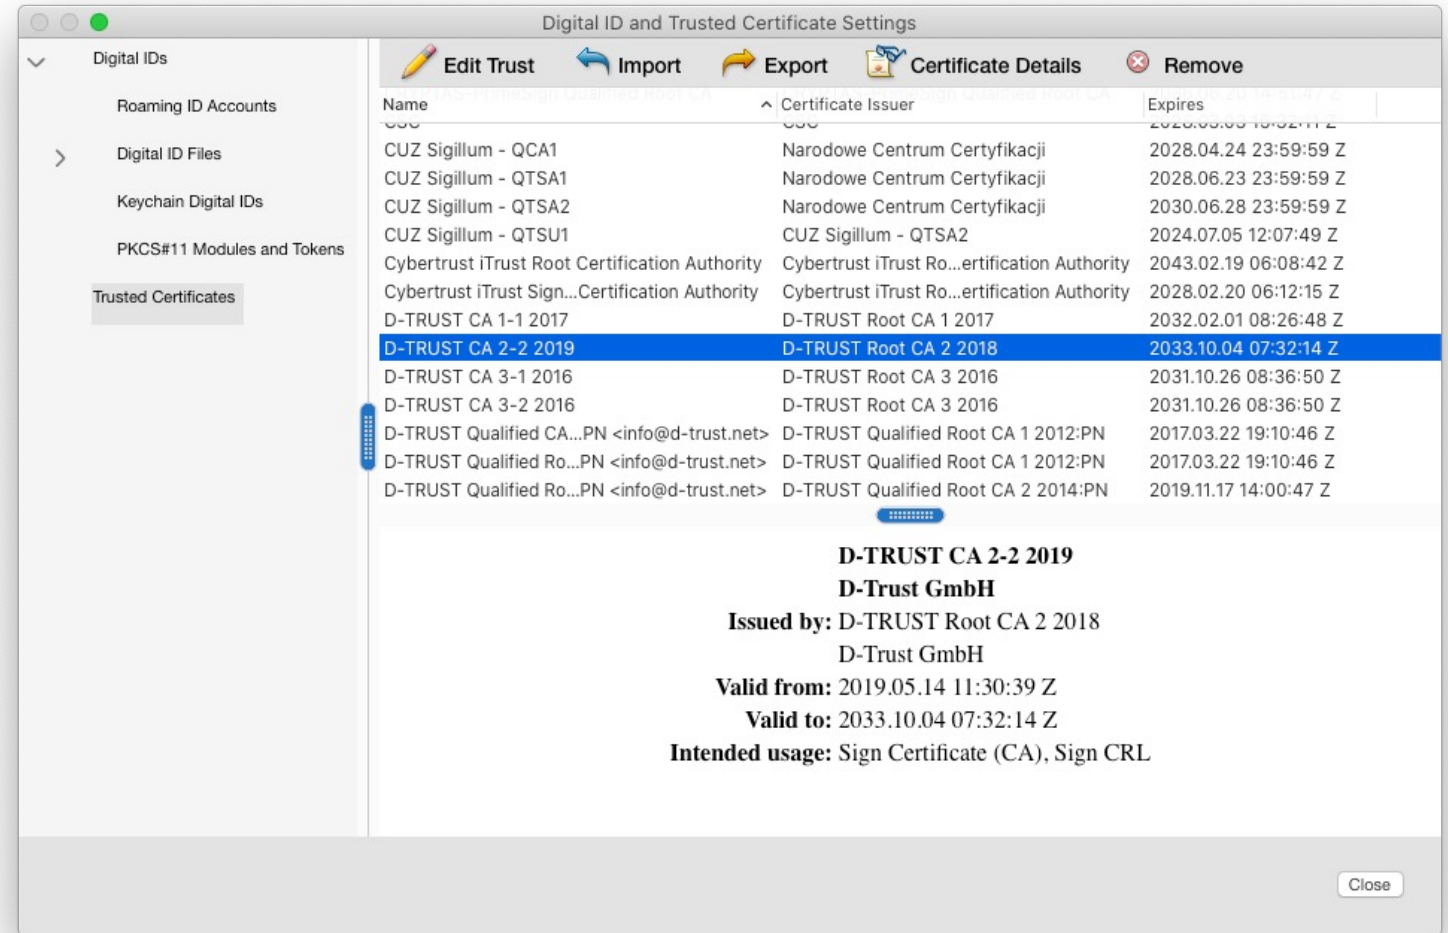 Digital ID and Trusted Certificate Settings
Digital IDs
Roaming ID Accounts
Digital ID Files
Keychain Digital IDs
PKCS#11 Modules and Tokens
Trusted Certificates
Edit Trust Import Export Certificate Details Remove
Name Certificate Issuer Expires
CUZ Sigillum - QCA1 Narodowe Centrum Certyfikacji 2028.04.24 23:59:59 Z
CUZ Sigillum - QTSA1 Narodowe Centrum Certyfikacji 2028.06.23 23:59:59 Z
CUZ Sigillum - QTSA2 Narodowe Centrum Certyfikacji 2030.06.28 23:59:59 Z
CUZ Sigillum - QTSU1 CUZ Sigillum - QTSA2 2024.07.05 12:07:49 Z
Cybertrust iTrust Root Certification Authority Cybertrust iTrust Ro...ertification Authority 2043.02.19 06:08:42 Z
Cybertrust iTrust Sign...Certification Authority Cybertrust iTrust Ro...ertification Authority 2028.02.20 06:12:15 Z
D-TRUST CA 1-1 2017 D-TRUST Root CA 1 2017 2032.02.01 08:26:48 Z
D-TRUST CA 2-2 2019 D-TRUST Root CA 2 2018 2033.10.04 07:32:14 Z
D-TRUST CA 3-1 2016 D-TRUST Root CA 3 2016 2031.10.26 08:36:50 Z
D-TRUST CA 3-2 2016 D-TRUST Root CA 3 2016 2031.10.26 08:36:50 Z
D-TRUST Qualified CA...PN <info@d-trust.net> D-TRUST Qualified Root CA 1 2012:PN 2017.03.22 19:10:46 Z
D-TRUST Qualified Ro...PN <info@d-trust.net> D-TRUST Qualified Root CA 1 2012:PN 2017.03.22 19:10:46 Z
D-TRUST Qualified Ro...PN <info@d-trust.net> D-TRUST Qualified Root CA 2 2014:PN 2019.11.17 14:00:47 Z
D-TRUST CA 2-2 2019
D-Trust GmbH
Issued by: D-TRUST Root CA 2 2018
D-Trust GmbH
Valid from: 2019.05.14 11:30:39 Z
Valid to: 2033.10.04 07:32:14 Z
Intended usage: Sign Certificate (CA), Sign CRL
Close